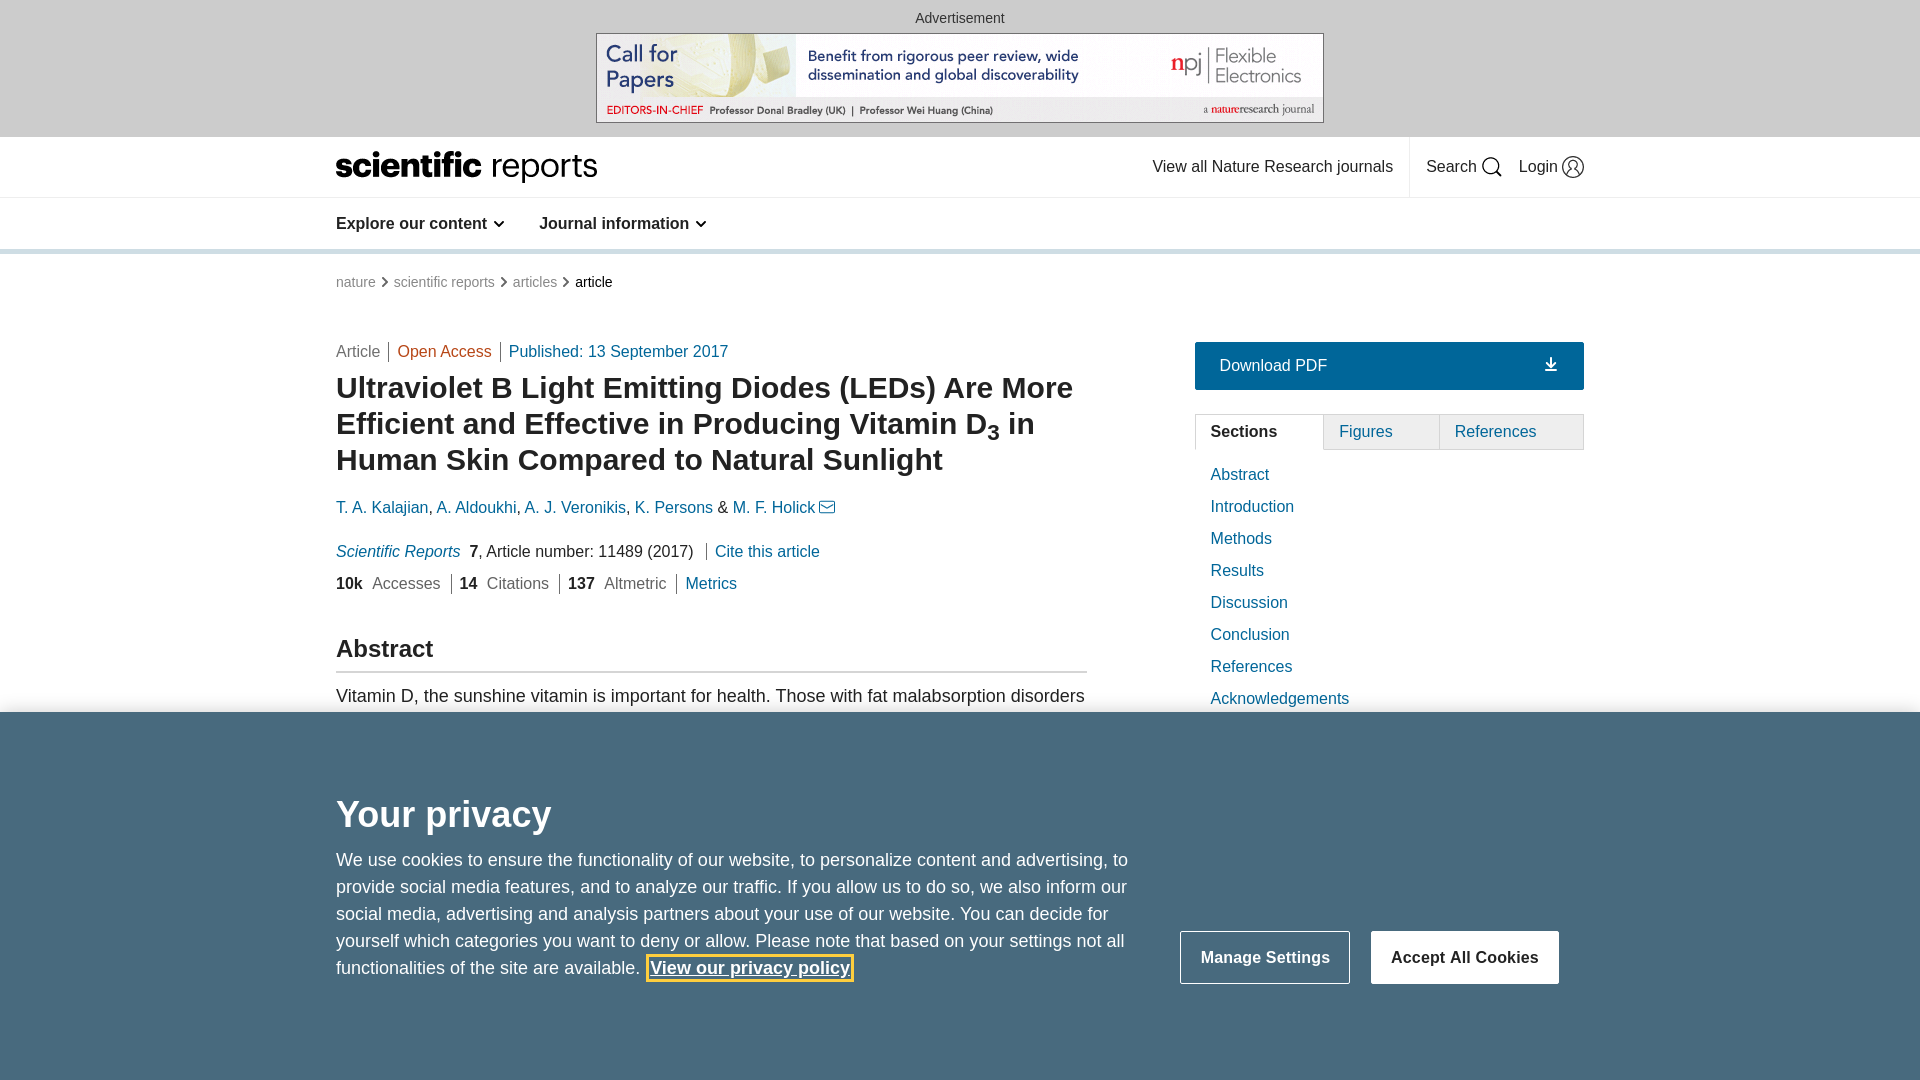 Advertisement
Call for
Papers
Benefit from rigorous peer review, wide
dissemination and global discoverability
npj | Flexible
Electronics
EDITORS-IN-CHIEF Professor Donal Bradley (UK) | Professor Wei Huang (China)
a natureresearch journal
scientific reports
View all Nature Research journals
Search
Login
Explore our content
Journal information
nature > scientific reports > articles > article
Article | Open Access | Published: 13 September 2017
Ultraviolet B Light Emitting Diodes (LEDs) Are More
Efficient and Effective in Producing Vitamin D3 in
Human Skin Compared to Natural Sunlight
T. A. Kalajian, A. Aldoukhi, A. J. Veronikis, K. Persons & M. F. Holick
Scientific Reports 7, Article number: 11489 (2017) | Cite this article
10k Accesses | 14 Citations | 137 Altmetric | Metrics
Abstract
Vitamin D, the sunshine vitamin is important for health. Those with fat malabsorption disorders
Download PDF
Sections
Figures
References
Abstract
Introduction
Methods
Results
Discussion
Conclusion
References
Acknowledgements
Your privacy
We use cookies to ensure the functionality of our website, to personalize content and advertising, to
provide social media features, and to analyze our traffic. If you allow us to do so, we also inform our
social media, advertising and analysis partners about your use of our website. You can decide for
yourself which categories you want to deny or allow. Please note that based on your settings not all
functionalities of the site are available. View our privacy policy
Manage Settings
Accept All Cookies